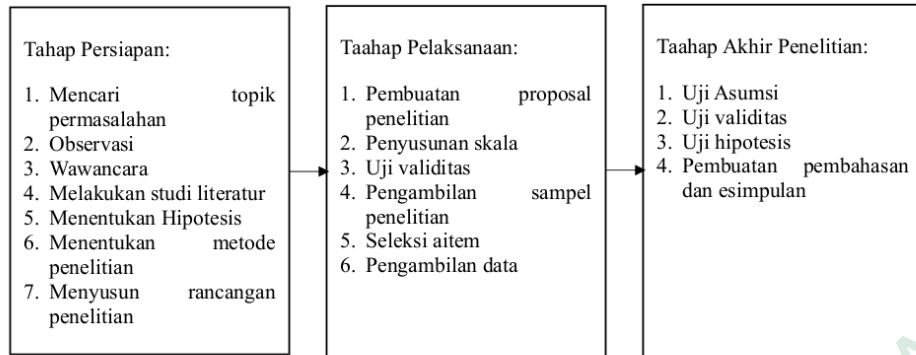 Tahap Persiapan:
1. Mencari topik
permasalahan
2. Observasi
3. Wawancara
4. Melakukan studi literatur
5. Menentukan Hipotesis
6. Menentukan metode
penelitian
7. Menyusun rancangan
penelitian
Taahap Pelaksanaan:
1. Pembuatan proposal
penelitian
2. Penyusunan skala
3. Uji validitas
4. Pengambilan sampel
penelitian
5. Seleksi aitem
6. Pengambilan data
Taahap Akhir Penelitian:
1. Uji Asumsi
2. Uji validitas
3. Uji hipotesis
4. Pembuatan pembahasan
dan esimpulan